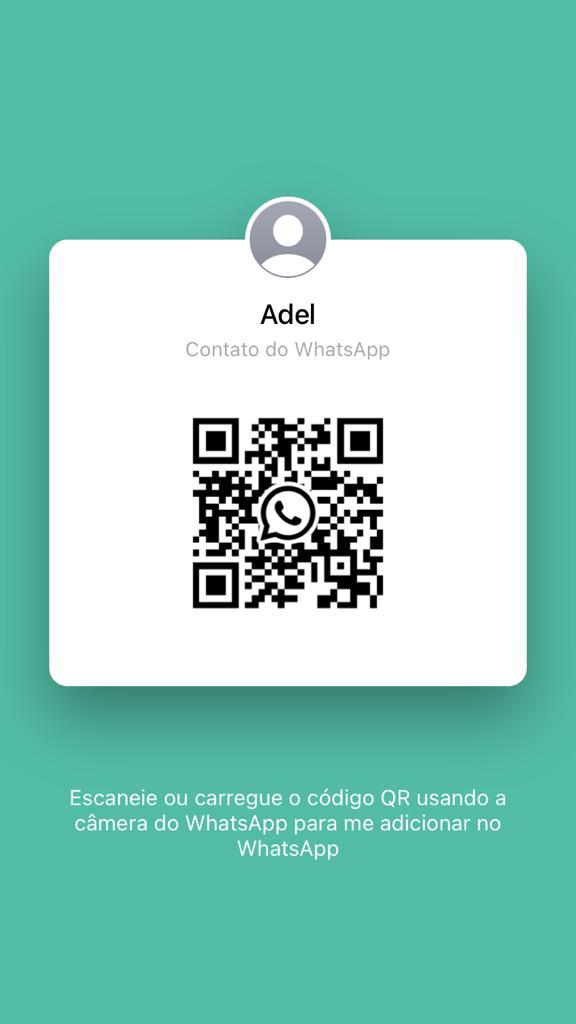 Adel
Contato do WhatsApp
Escaneie ou carregue o código QR usando a
câmera do WhatsApp para me adicionar no
WhatsApp